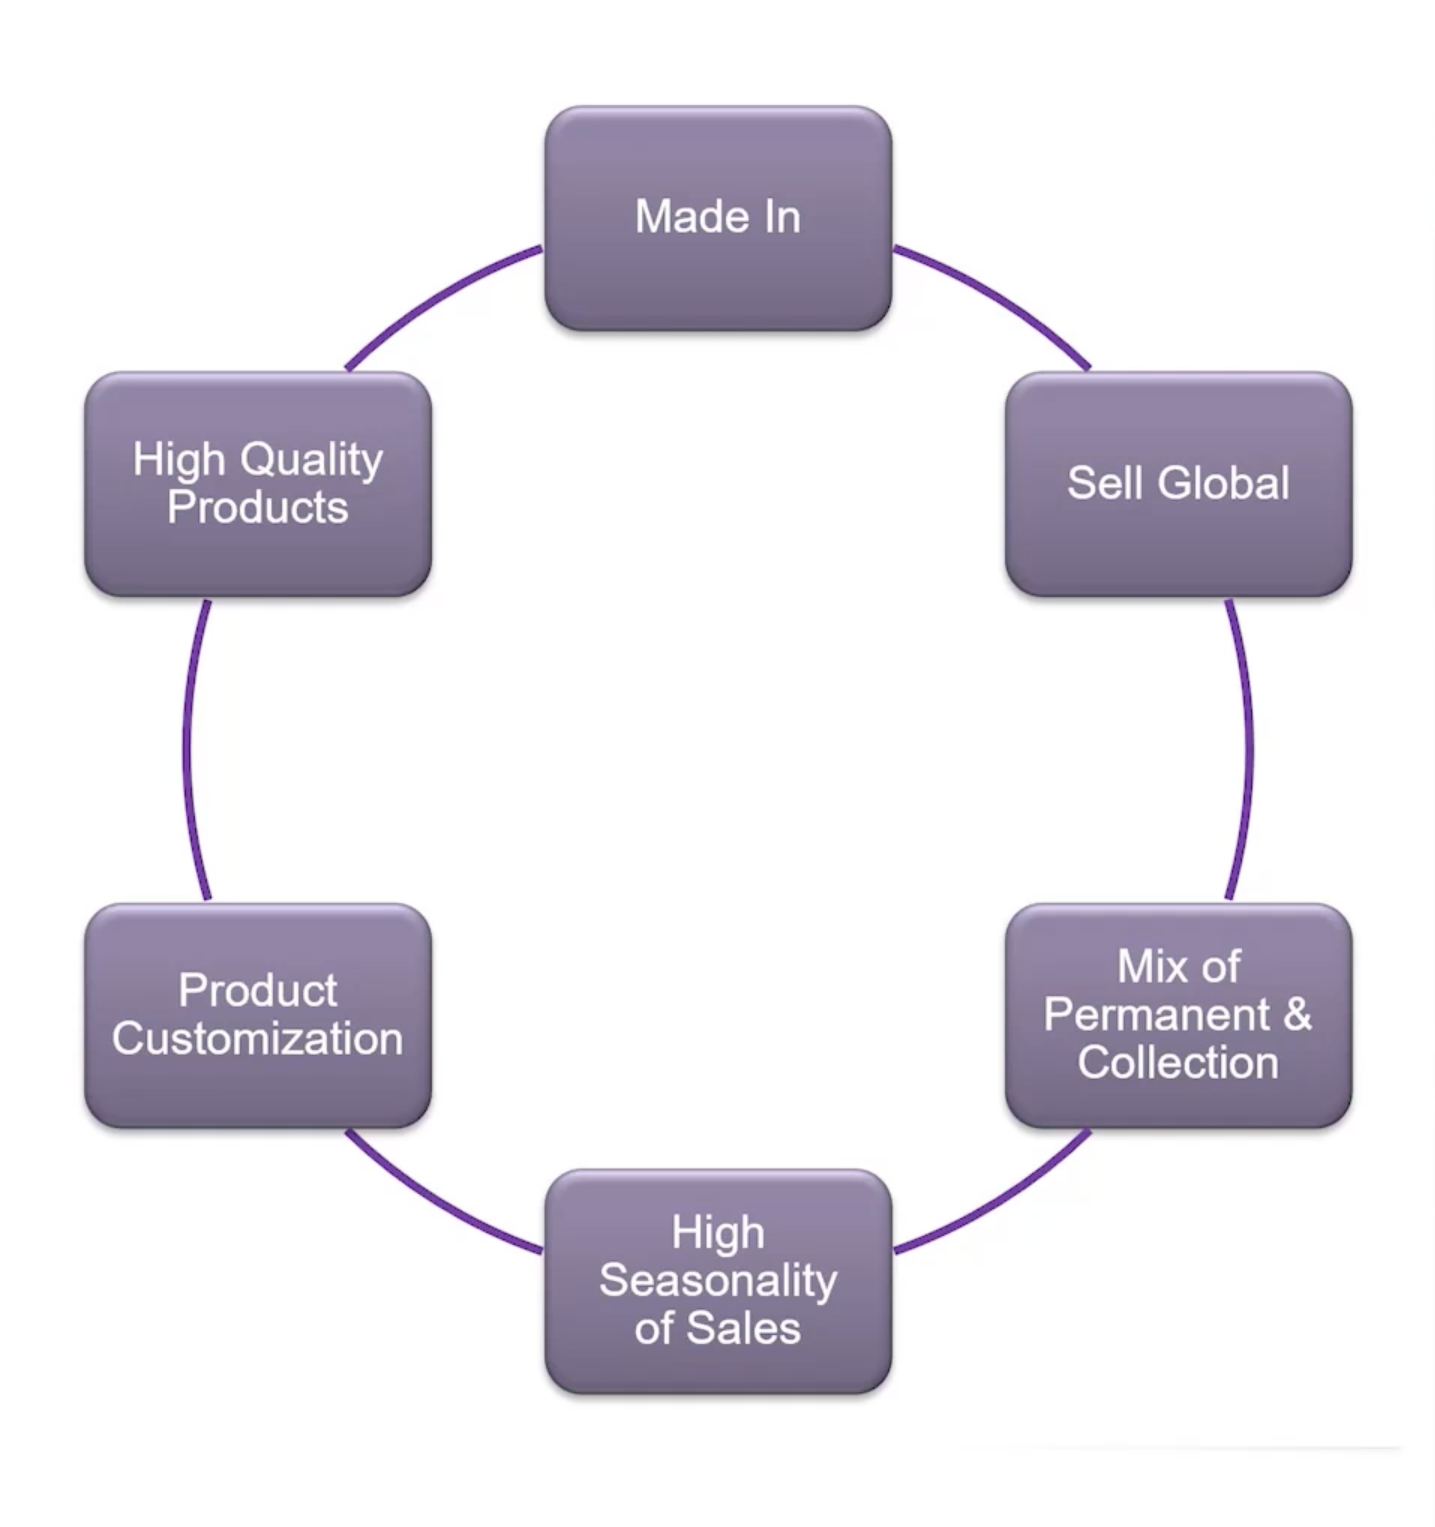 Made In
Sell Global
Mix of
Permanent &
Collection
High
Seasonality
of Sales
Product
Customization
High Quality
Products